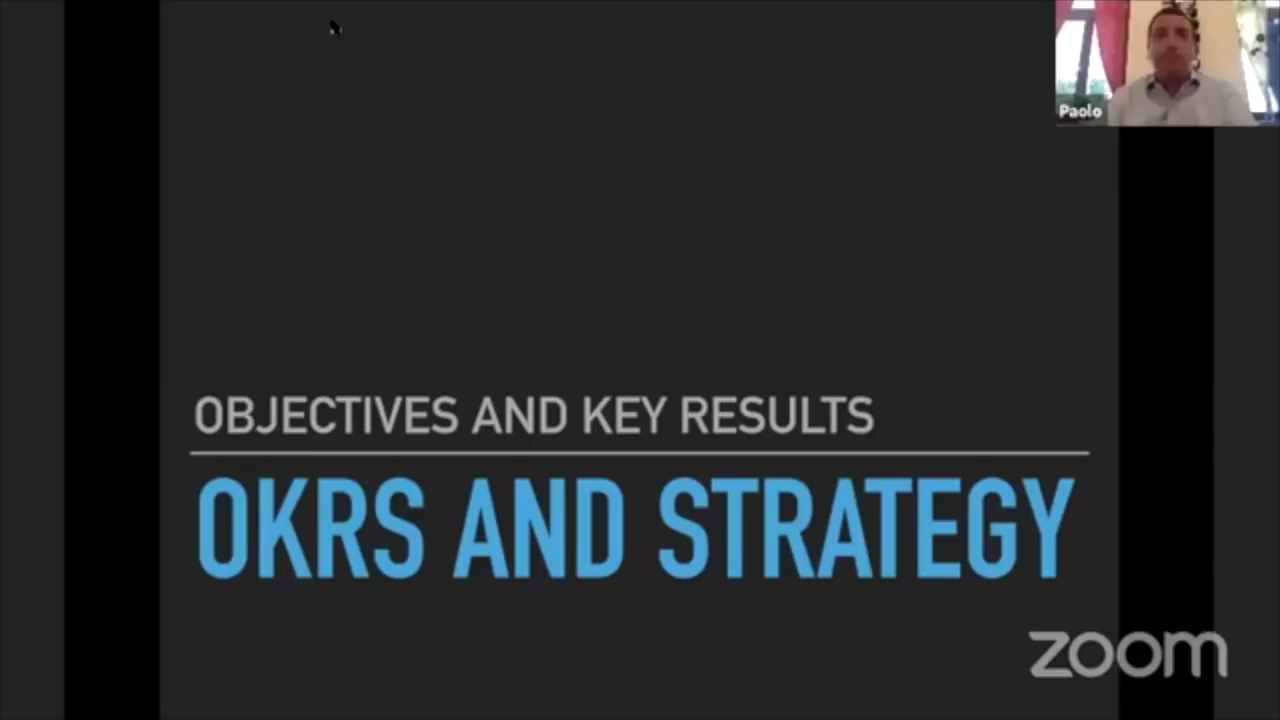 Paolo
OBJECTIVES AND KEY RESULTS
OKRS AND STRATEGY
zoom